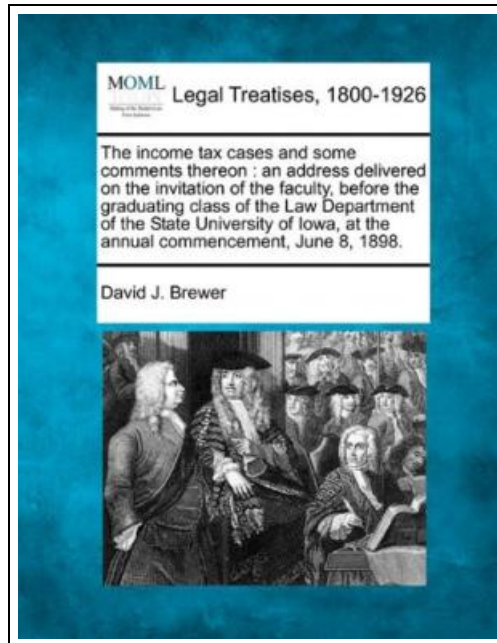 MOML
Legal Treatises, 1800-1926
The income tax cases and some
comments thereon : an address delivered
on the invitation of the faculty, before the
graduating class of the Law Department
of the State University of Iowa, at the
annual commencement, June 8, 1898.
David J. Brewer